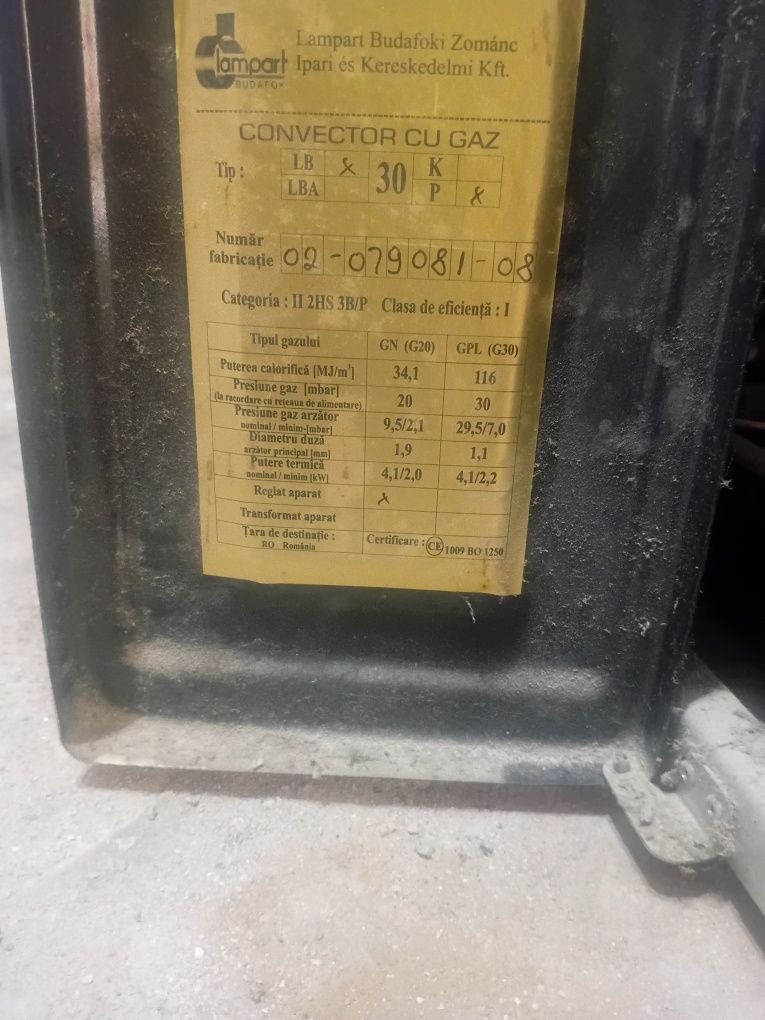 lampart
BUDAFOK
Lampart Budafoki Zománc
Ipari és Kereskedelmi Kft.
CONVECTOR CU GAZ
Tip : LB x 30 K
LBA P x
Număr
fabricație 02-079081-08
Categoria : II 2HS 3B/P Clasa de eficiență : I
Tipul gazului GN (G20) GPL (G30)
Puterea calorifică [MJ/m³] 34,1 116
Presiune gaz [mbar]
(la racordare cu rețeaua de alimentare) 20 30
Presiune gaz arzător
nominal / minim-[mbar] 9,5/2,1 29,5/7,0
Diametru duză
arzător principal [mm] 1,9 1,1
Putere termică
nominal / minim [kW] 4,1/2,0 4,1/2,2
Reglat aparat x
Transformat aparat
Țara de destinație :
RO România Certificare : CE 1009 BO 1250